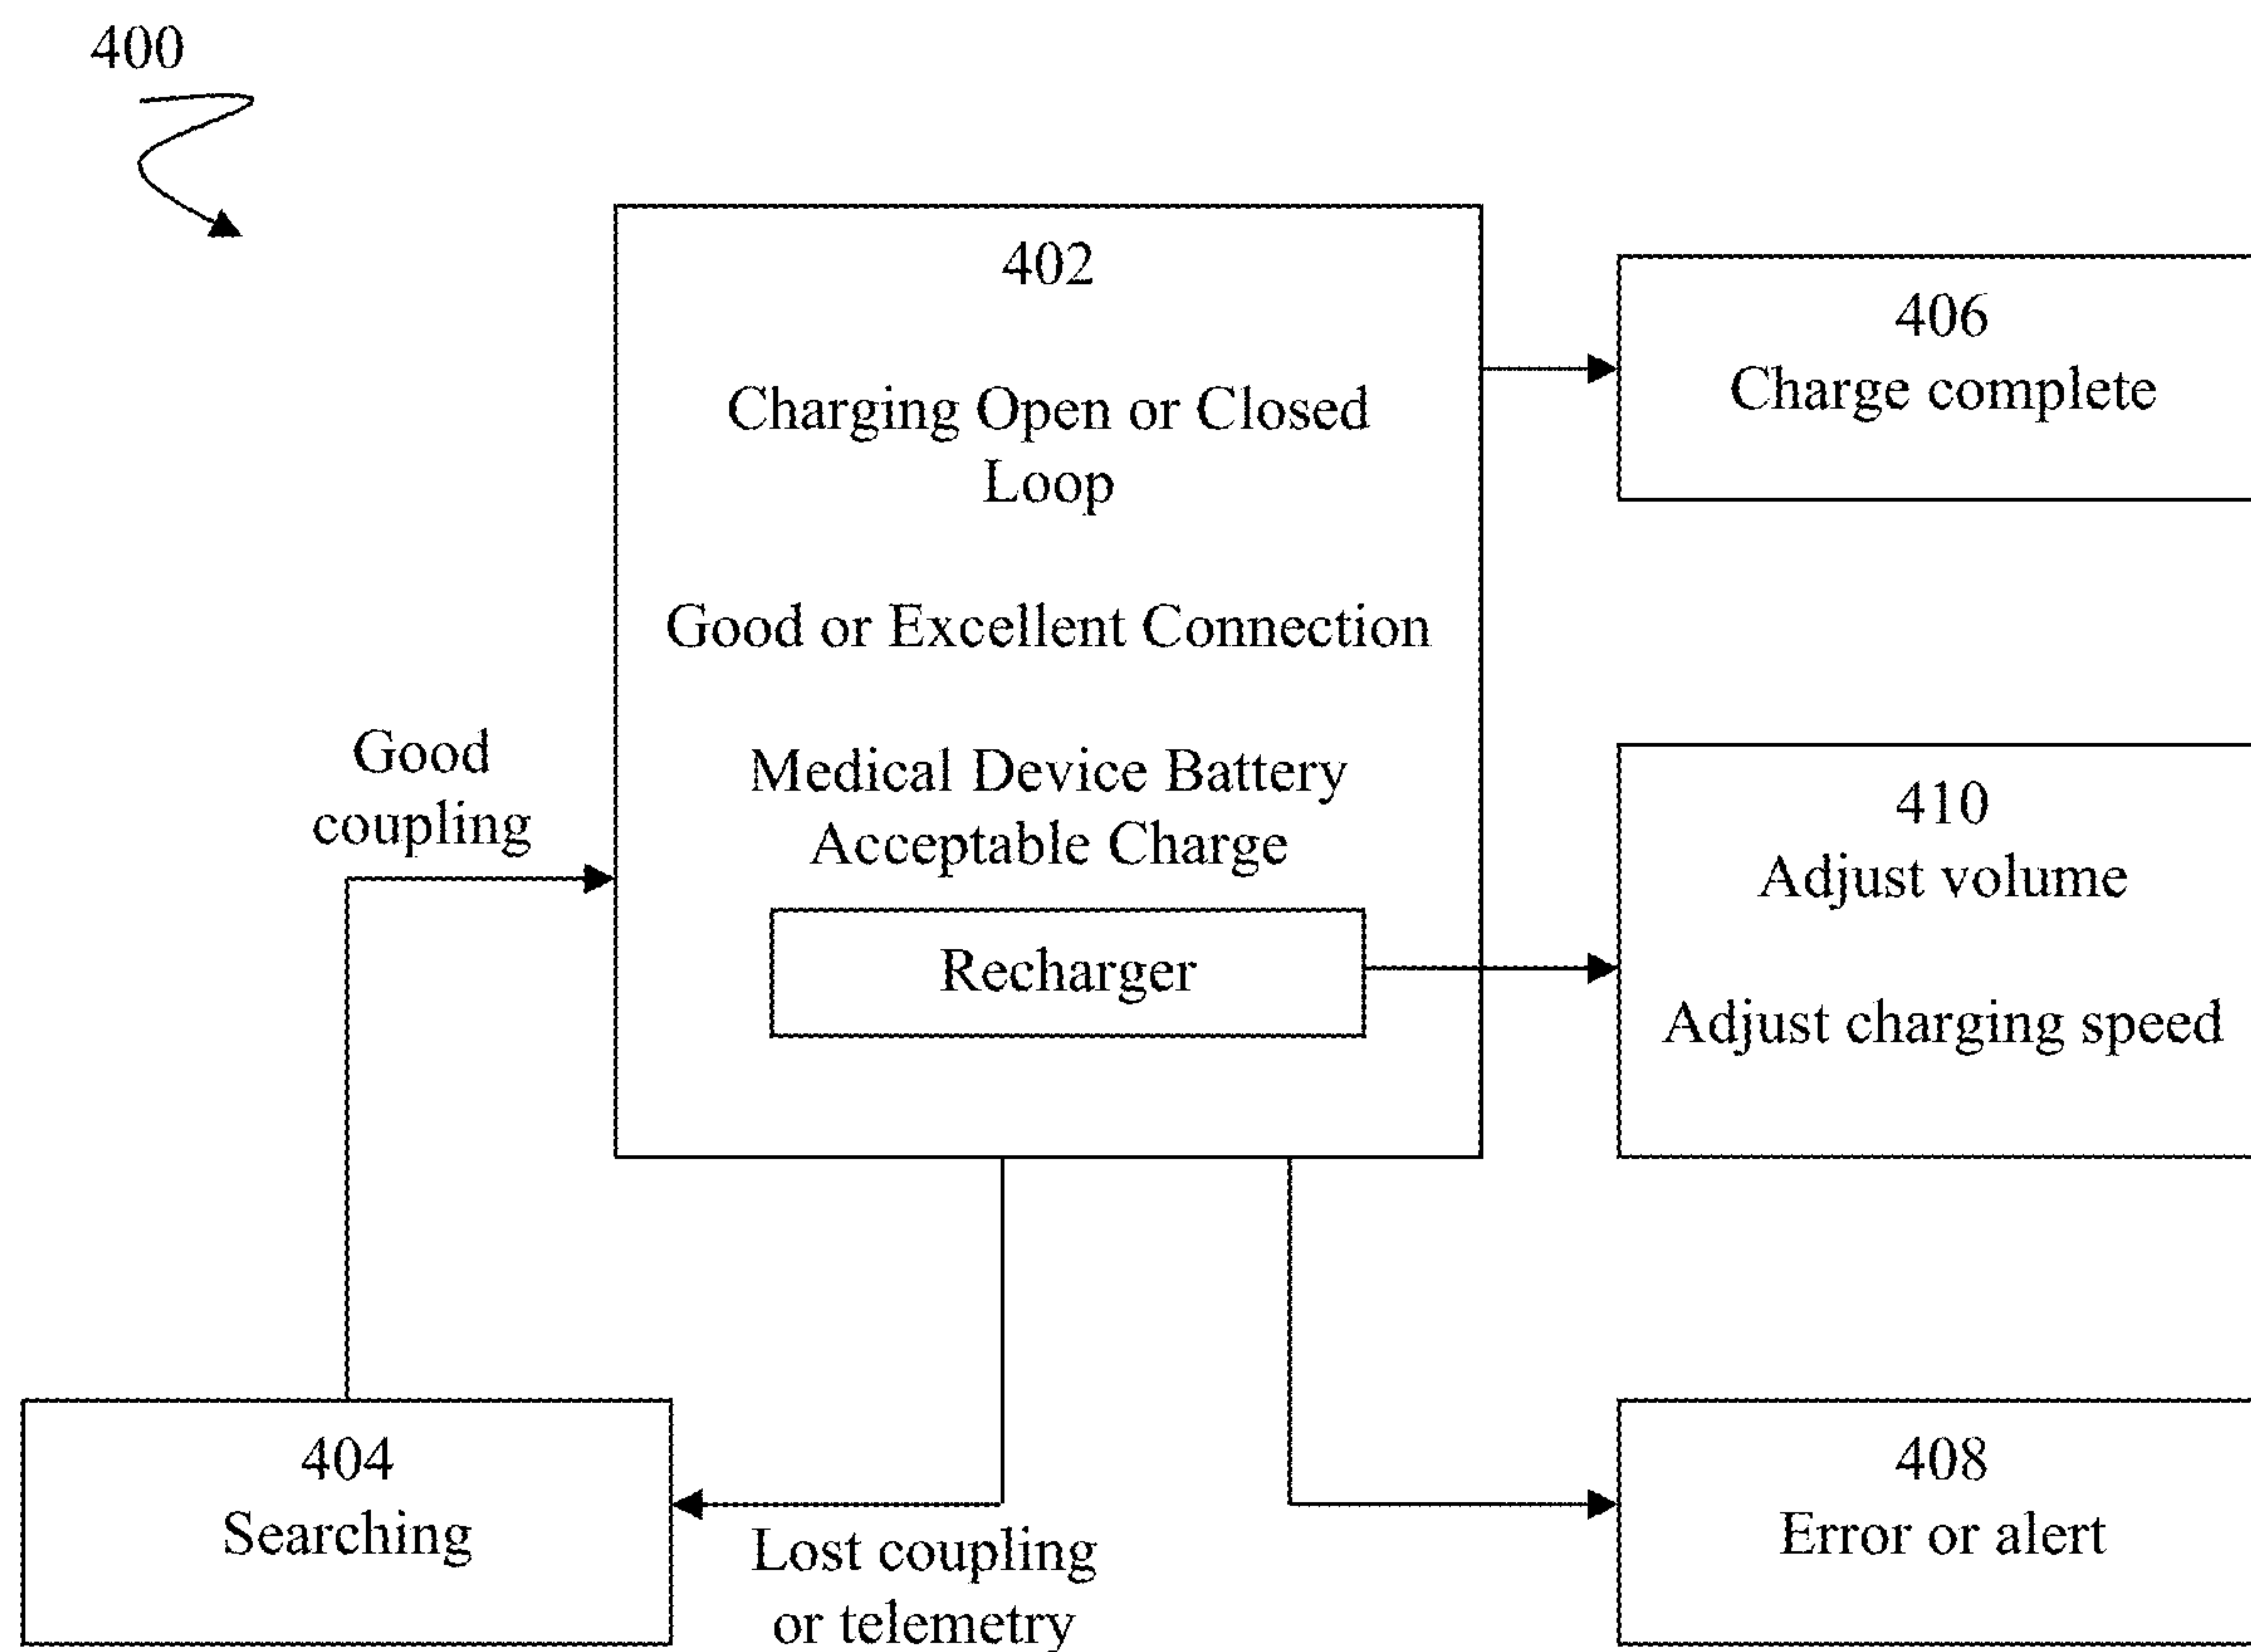 400
402
Charging Open or Closed
Loop
Good or Excellent Connection
Medical Device Battery
Acceptable Charge
Recharger
406
Charge complete
Good
coupling
410
Adjust volume
Adjust charging speed
404
Searching
Lost coupling
or telemetry
408
Error or alert